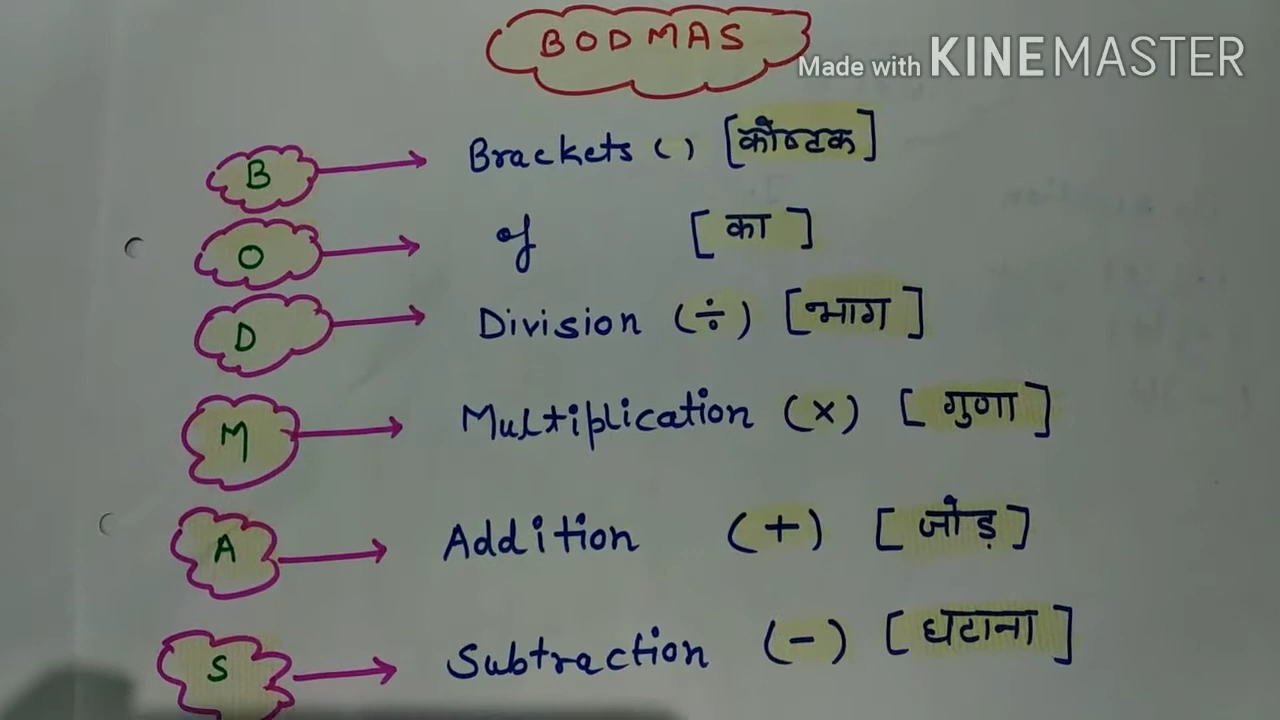 BODMAS
Made with KINEMASTER
B → Brackets () [कोष्टक]
O → of [का]
D → Division (÷) [भाग]
M → Multiplication (×) [गुणा]
A → Addition (+) [जोड़]
S → Subtraction (-) [घटाना]